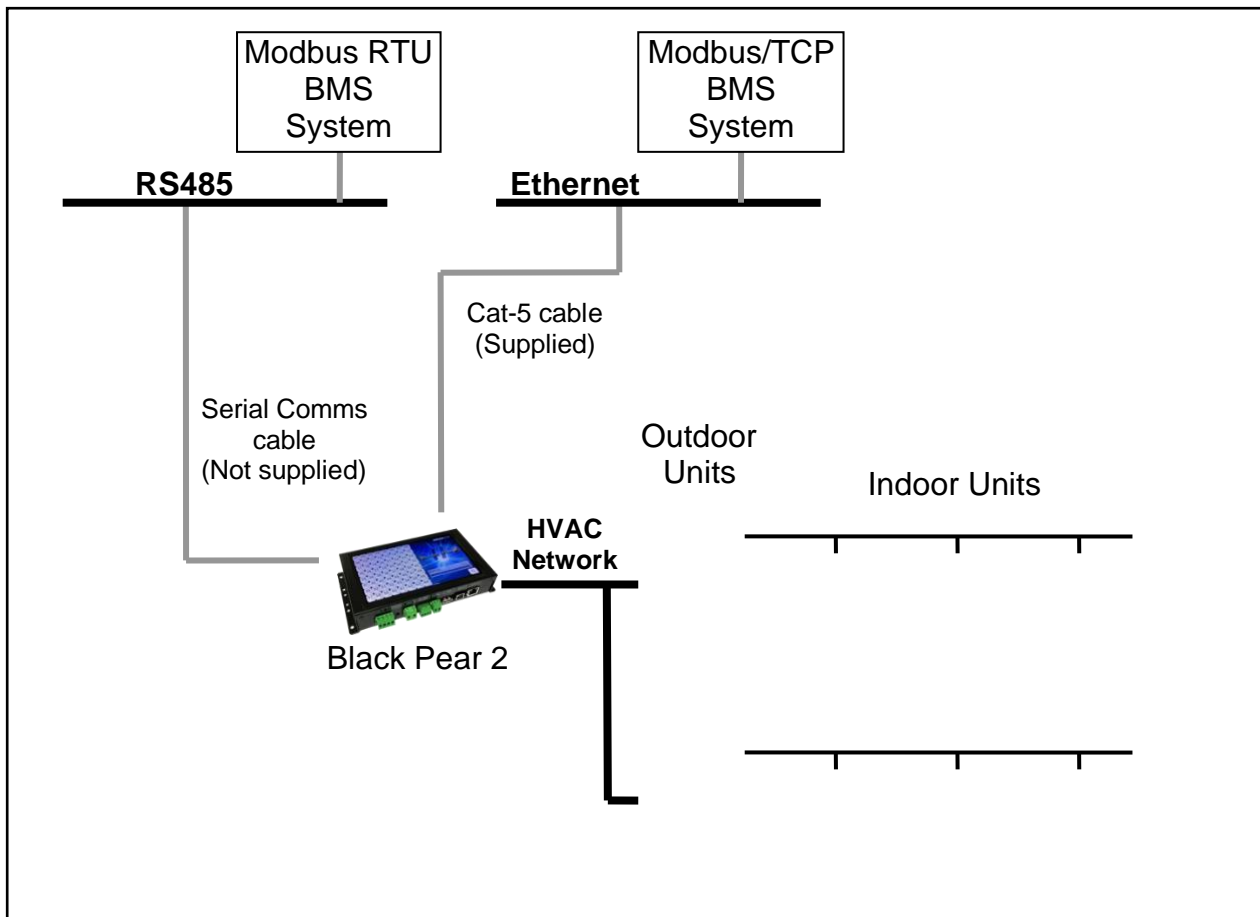 Modbus RTU
BMS
System
Modbus/TCP
BMS
System
RS485
Ethernet
Cat-5 cable
(Supplied)
Serial Comms
cable
(Not supplied)
Outdoor
Units
Indoor Units
HVAC
Network
Black Pear 2